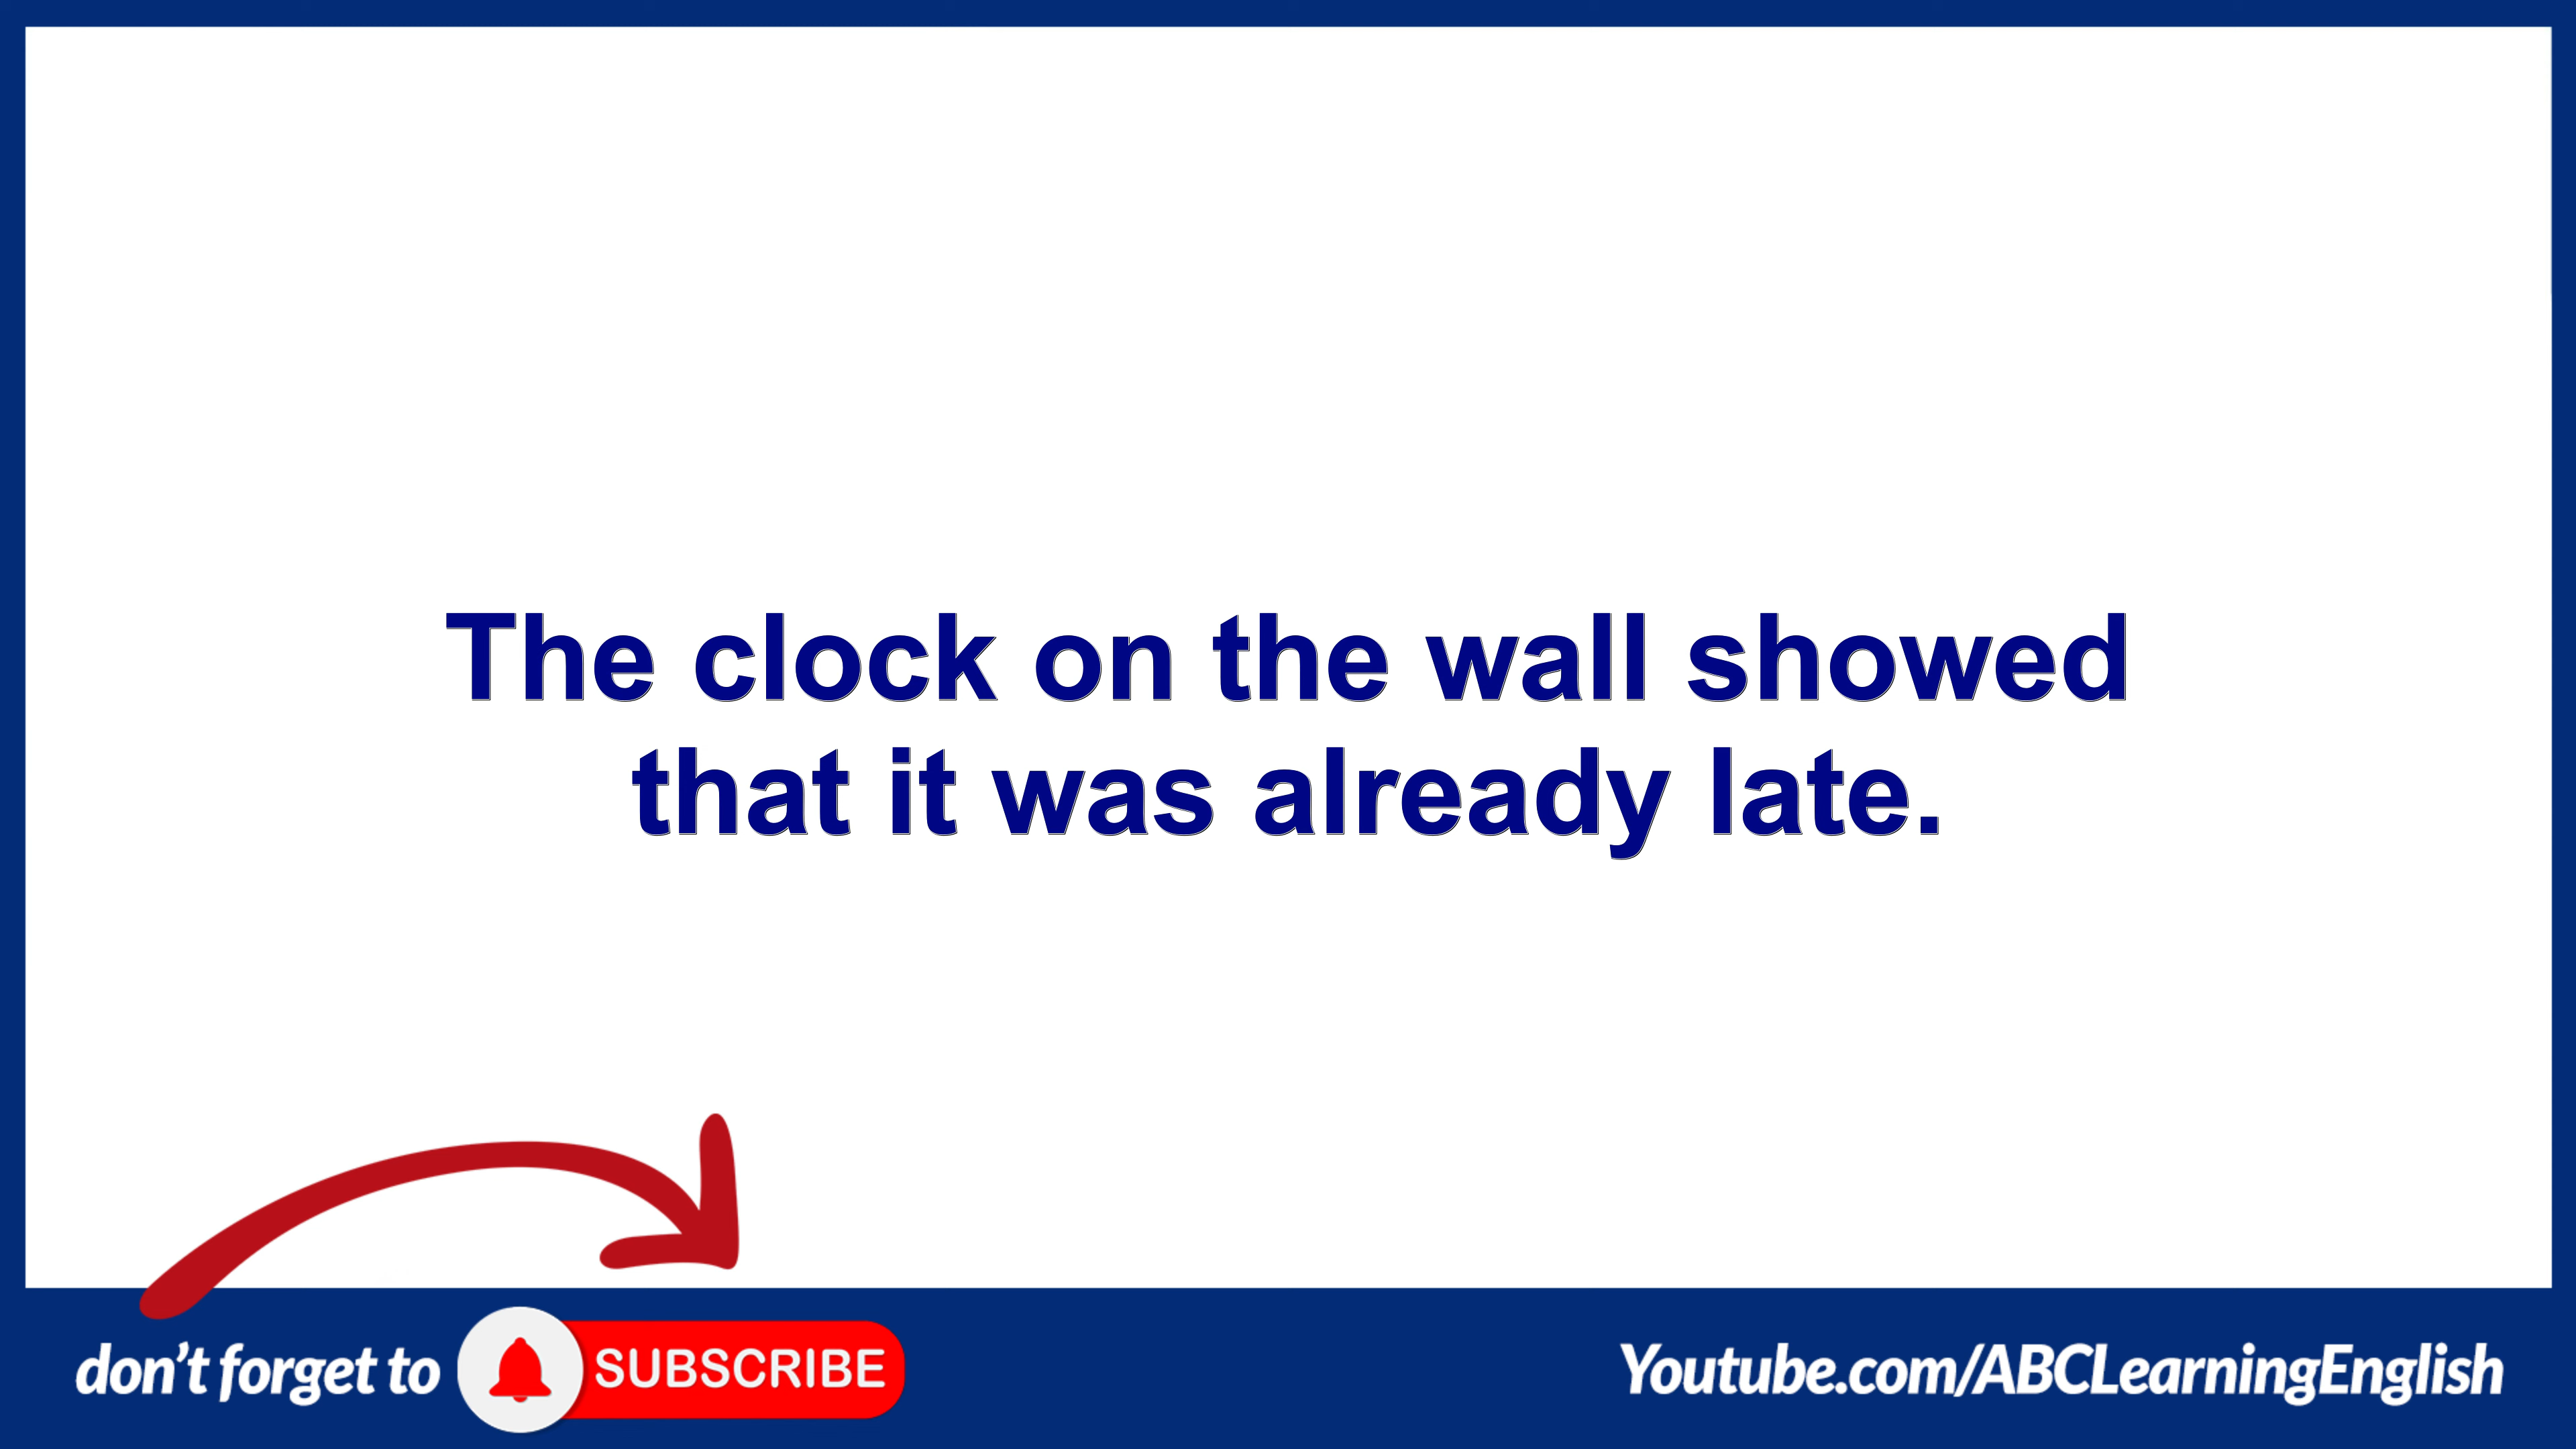 The clock on the wall showed
that it was already late.
don't forget to SUBSCRIBE
Youtube.com/ABCLearningEnglish